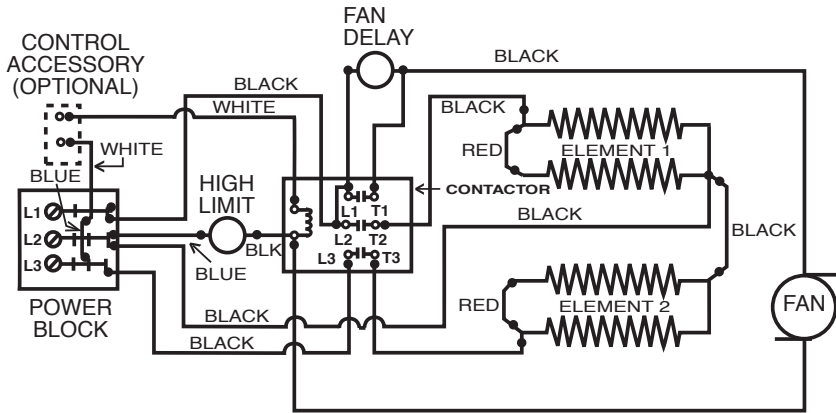 FAN
DELAY
CONTROL
ACCESSORY
(OPTIONAL)
BLACK
BLACK
WHITE
BLACK
WHITE
RED
ELEMENT 1
BLUE
HIGH
LIMIT
CONTACTOR
L1
L1 T1
BLACK
L2
BLK
L2 T2
BLACK
BLUE
L3
L3 T3
RED
ELEMENT 2
FAN
POWER
BLOCK
BLACK
BLACK